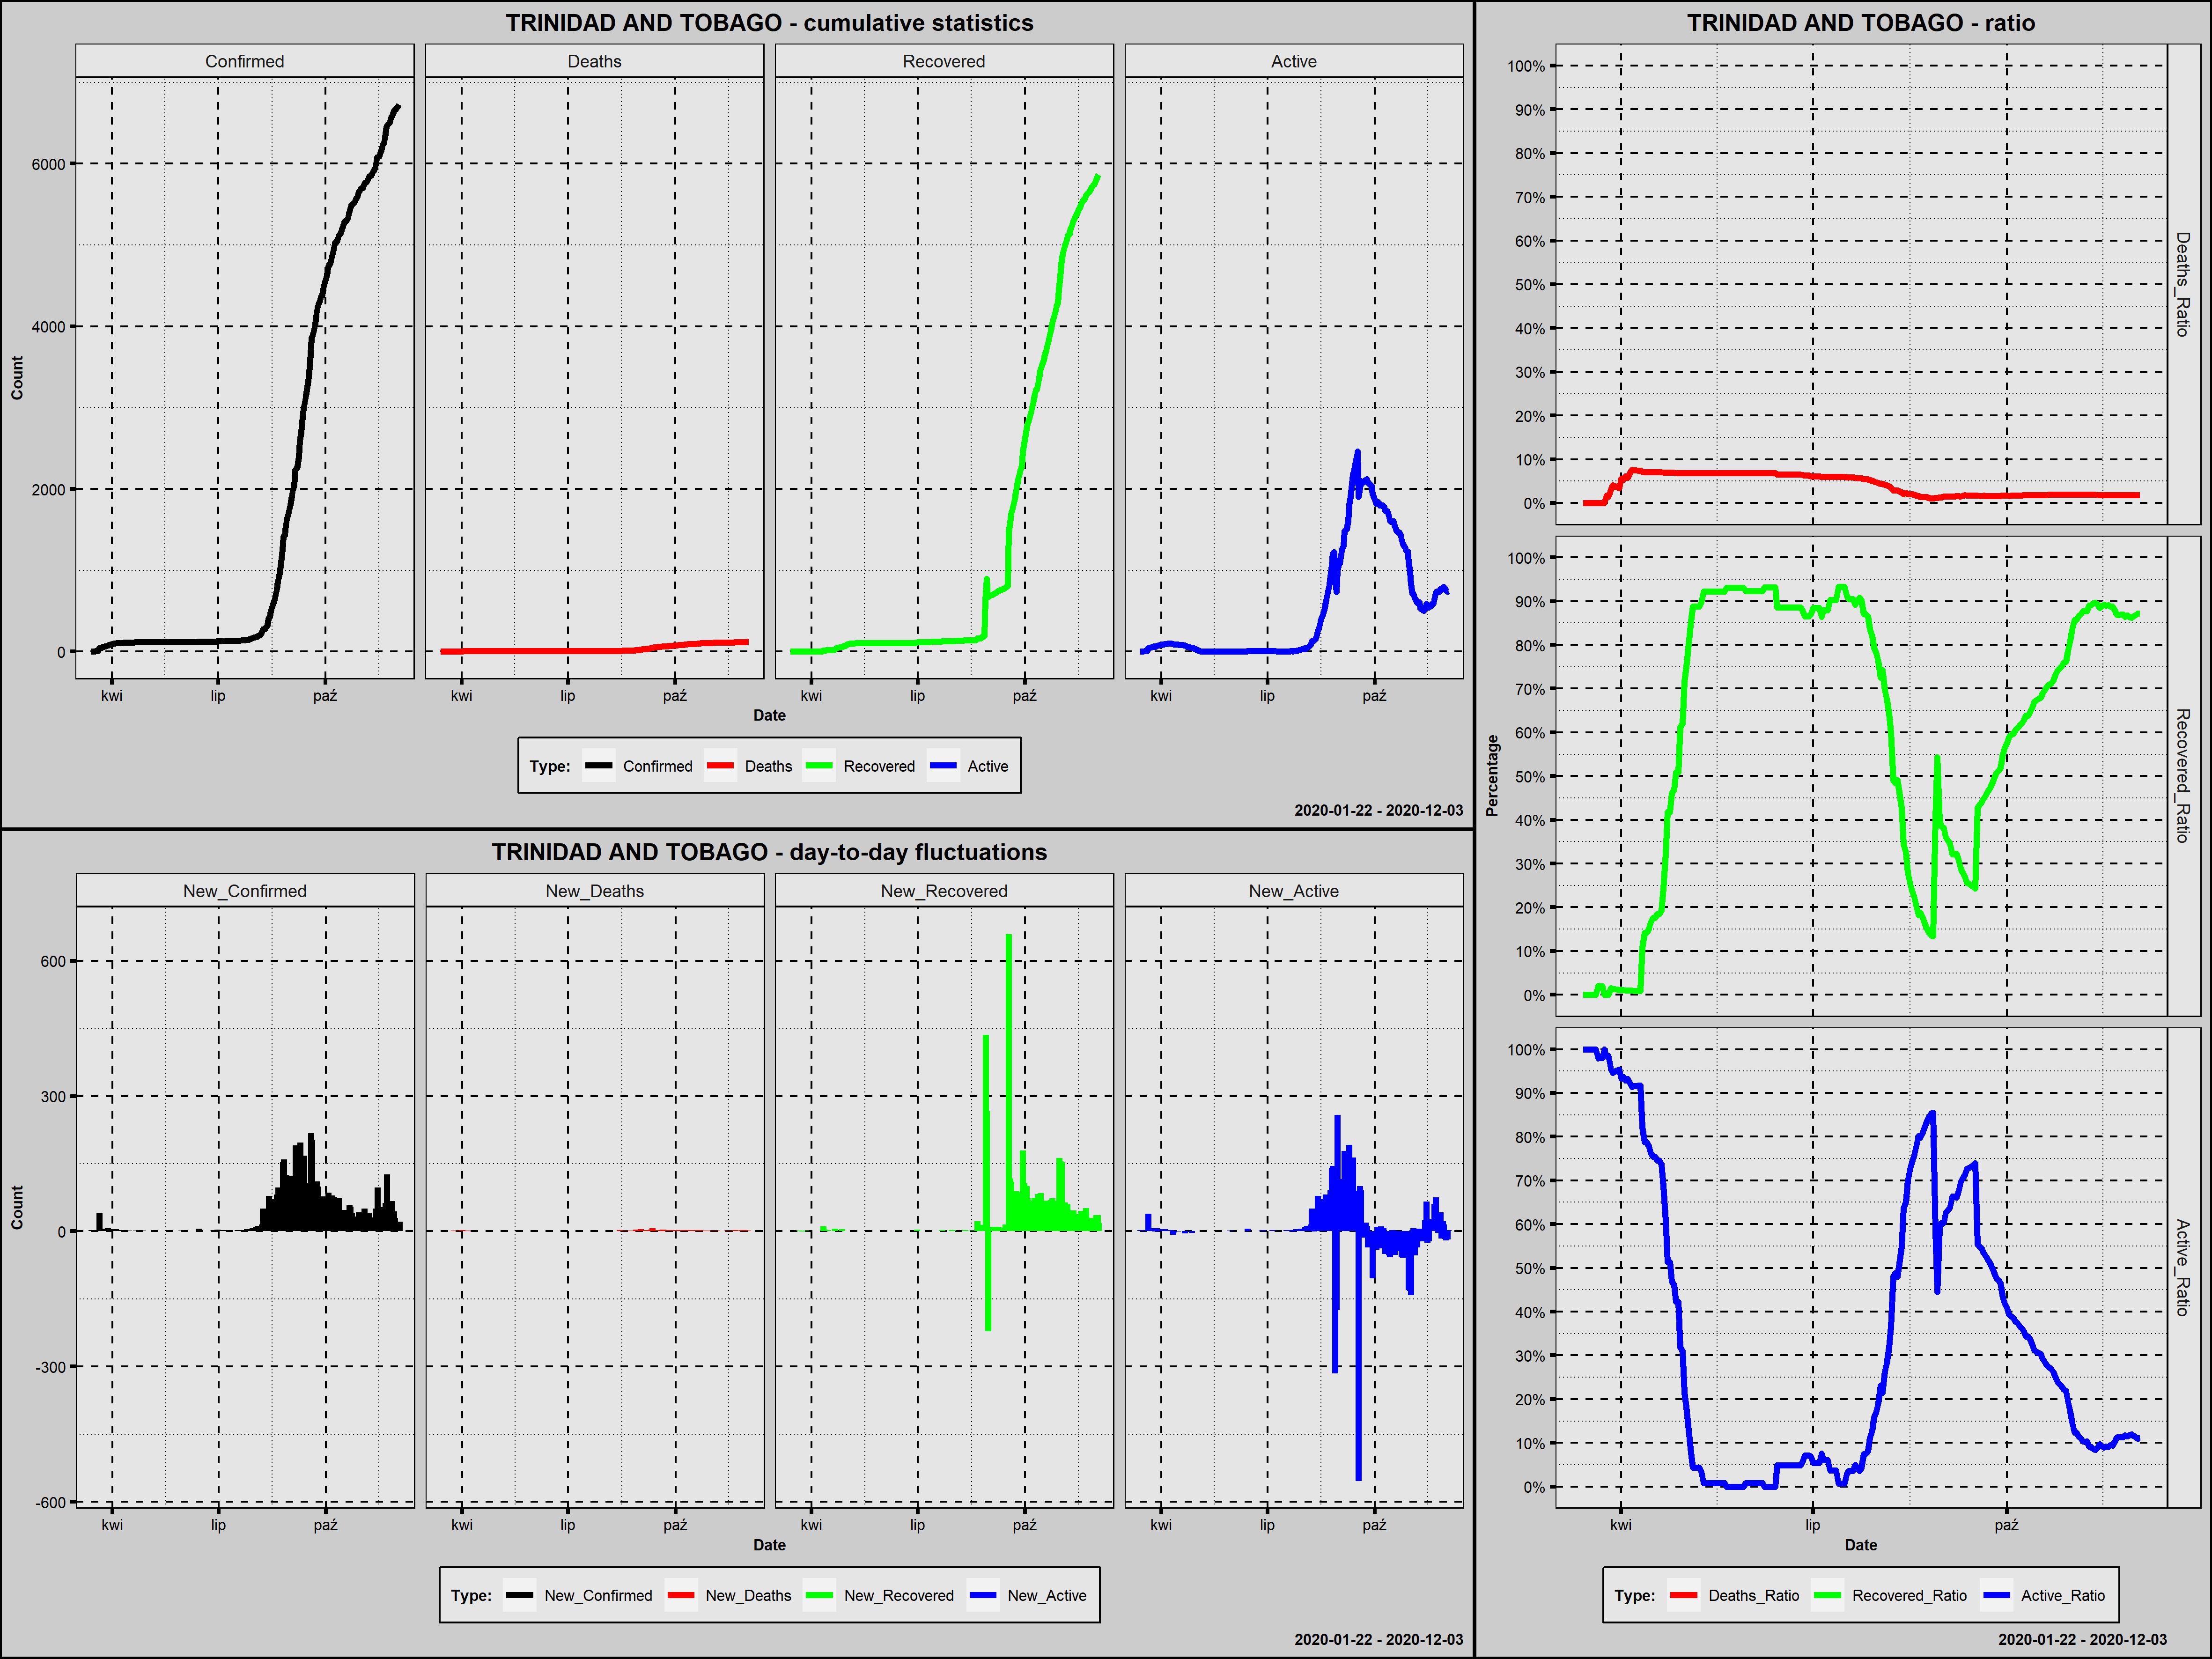 TRINIDAD AND TOBAGO - cumulative statistics
Confirmed Deaths Recovered Active
Count
6000
4000
2000
0
kwi lip paź kwi lip paź kwi lip paź kwi lip paź
Date
Type: Confirmed Deaths Recovered Active
2020-01-22 - 2020-12-03
TRINIDAD AND TOBAGO - day-to-day fluctuations
New_Confirmed New_Deaths New_Recovered New_Active
Count
600
300
0
-300
-600
kwi lip paź kwi lip paź kwi lip paź kwi lip paź
Date
Type: New_Confirmed New_Deaths New_Recovered New_Active
2020-01-22 - 2020-12-03
TRINIDAD AND TOBAGO - ratio
Percentage
100%
90%
80%
70%
60%
50%
40%
30%
20%
10%
0%
Deaths_Ratio
100%
90%
80%
70%
60%
50%
40%
30%
20%
10%
0%
Recovered_Ratio
100%
90%
80%
70%
60%
50%
40%
30%
20%
10%
0%
Active_Ratio
kwi lip paź
Date
Type: Deaths_Ratio Recovered_Ratio Active_Ratio
2020-01-22 - 2020-12-03